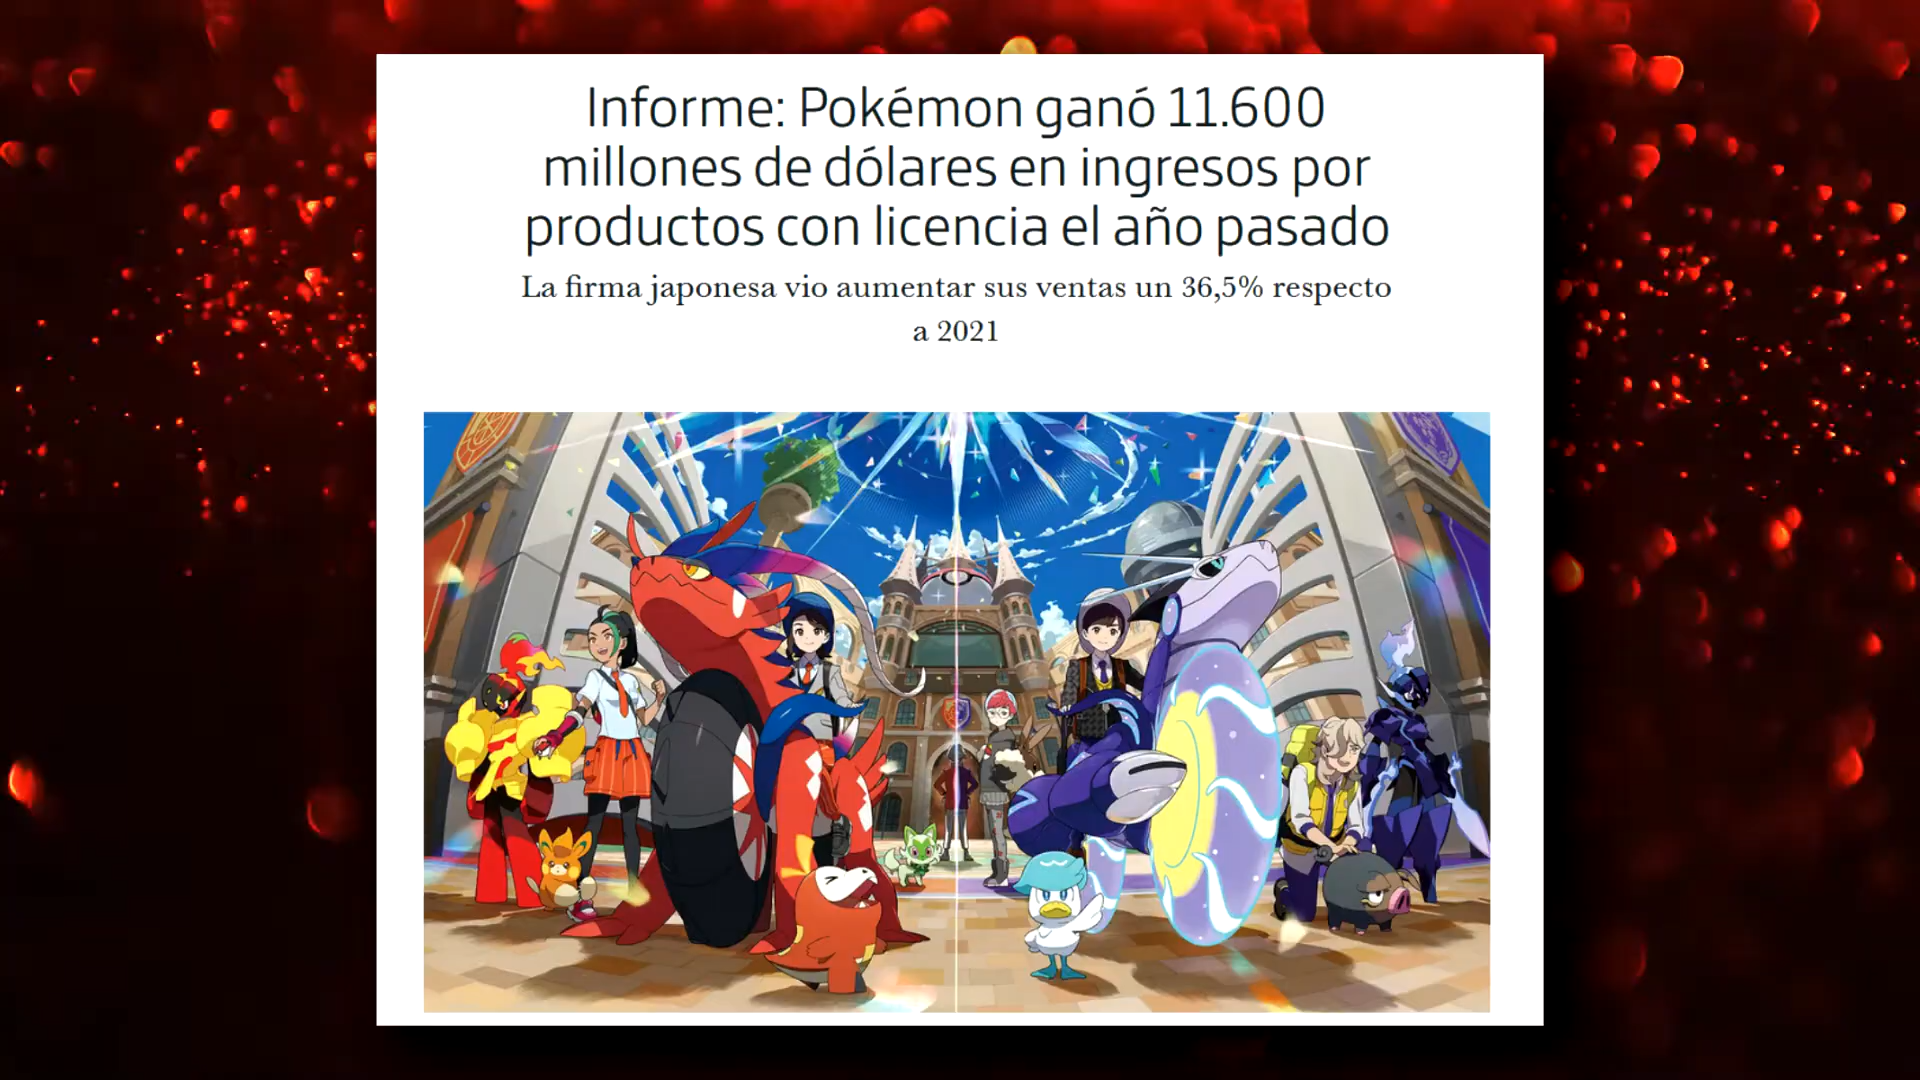 Informe: Pokémon ganó 11.600
millones de dólares en ingresos por
productos con licencia el año pasado
La firma japonesa vio aumentar sus ventas un 36,5% respecto
a 2021